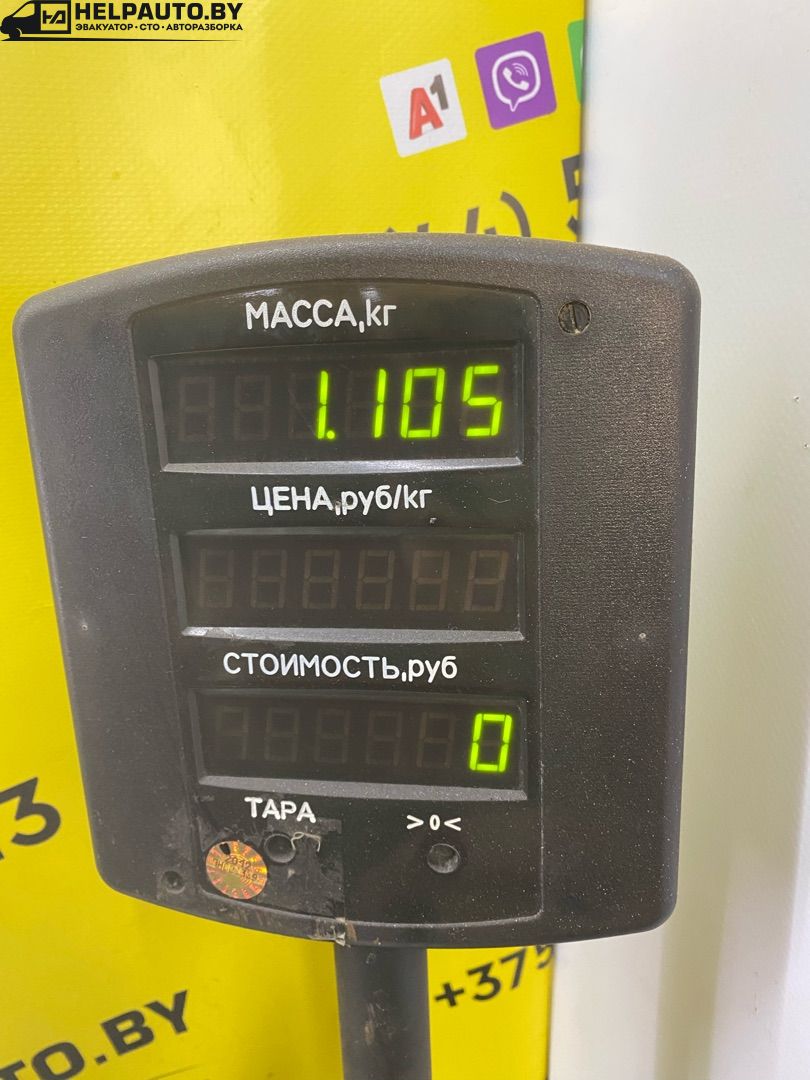 HELPAUTO.BY
ЭВАКУАТОР • СТО • АВТОРАЗБОРКА
A1
МАССА,кг
1.105
ЦЕНА,руб/кг
СТОИМОСТЬ,руб
0
ТАРА
>0<
+375
TO.BY